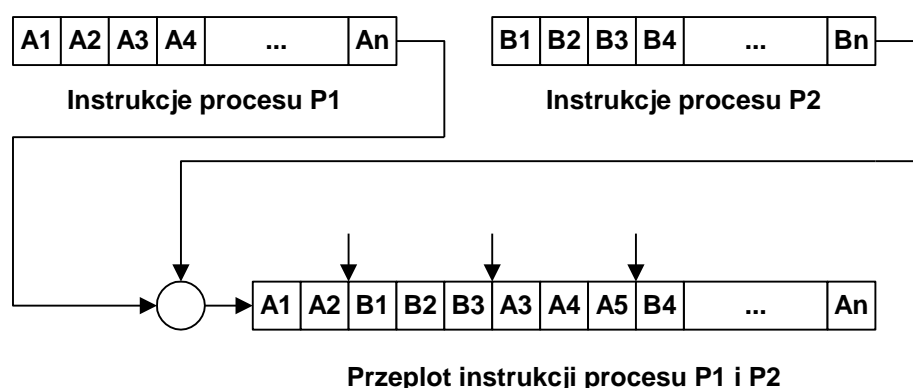 A1 A2 A3 A4 ... An
Instrukcje procesu P1
B1 B2 B3 B4 ... Bn
Instrukcje procesu P2
A1 A2 B1 B2 B3 A3 A4 A5 B4 ... An
Przeplot instrukcji procesu P1 i P2